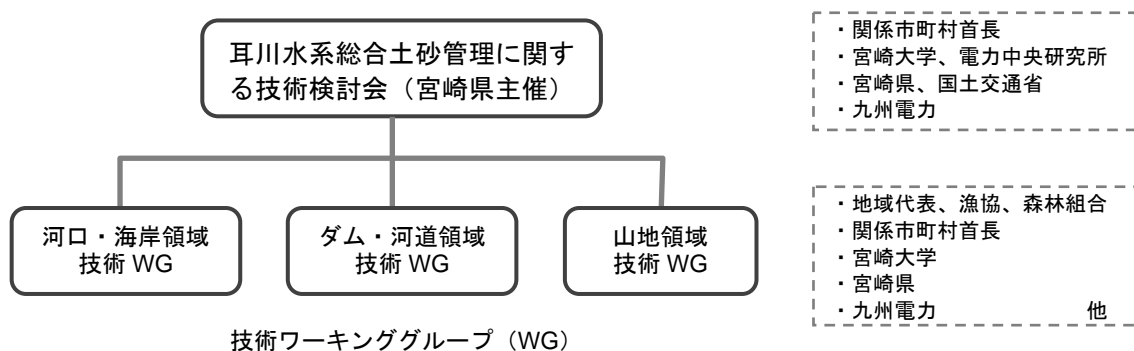 耳川水系総合土砂管理に関す
る技術検討会（宮崎県主催）
・関係市町村首長
・宮崎大学、電力中央研究所
・宮崎県、国土交通省
・九州電力
河口・海岸領域
技術 WG
ダム・河道領域
技術 WG
山地領域
技術 WG
・地域代表、漁協、森林組合
・関係市町村首長
・宮崎大学
・宮崎県
・九州電力　　　　　　　他
技術ワーキンググループ（WG）